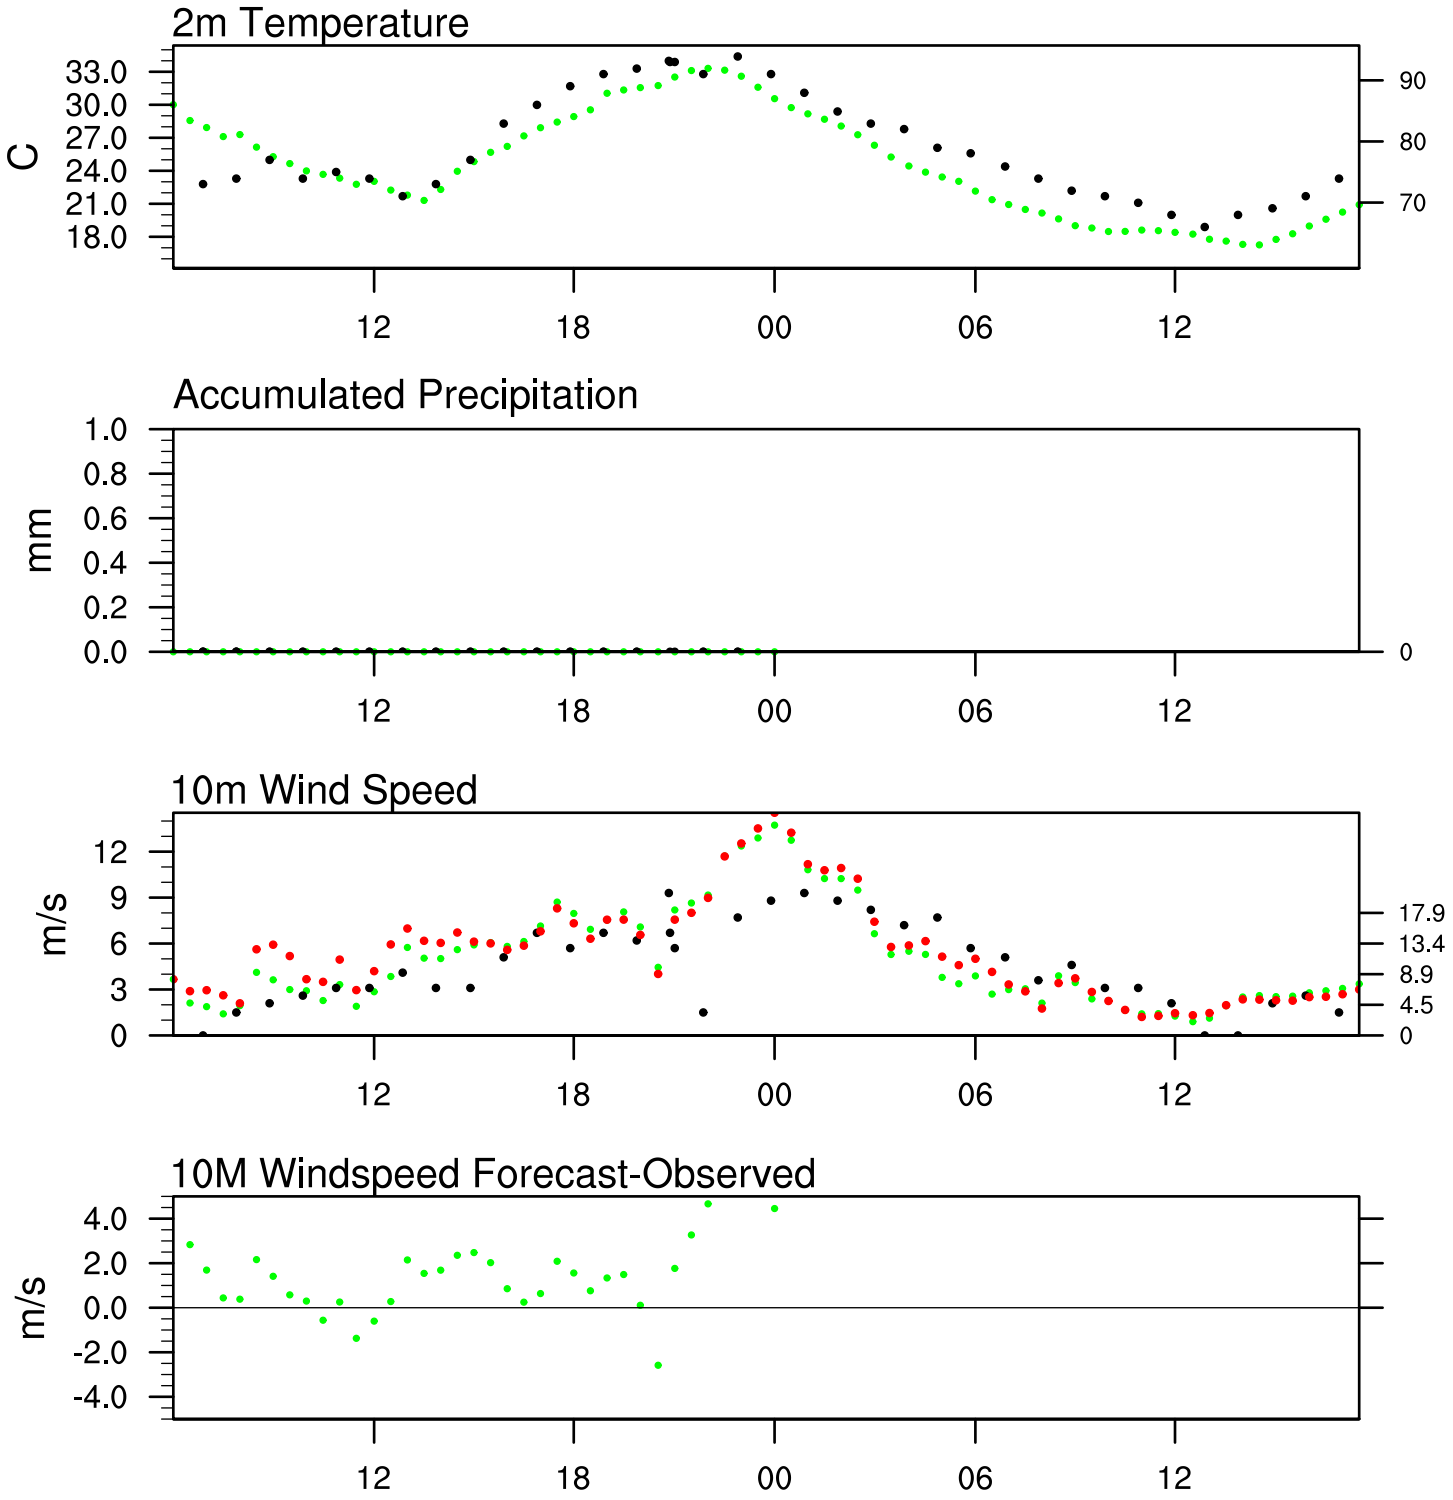 2m Temperature
33.0
30.0
27.0
24.0
21.0
18.0
C
90
80
70
12 18 00 06 12
Accumulated Precipitation
1.0
0.8
0.6
0.4
0.2
0.0
mm
0
12 18 00 06 12
10m Wind Speed
12
9
6
3
0
m/s
17.9
13.4
8.9
4.5
0
12 18 00 06 12
10M Windspeed Forecast-Observed
4.0
2.0
0.0
-2.0
-4.0
m/s
12 18 00 06 12